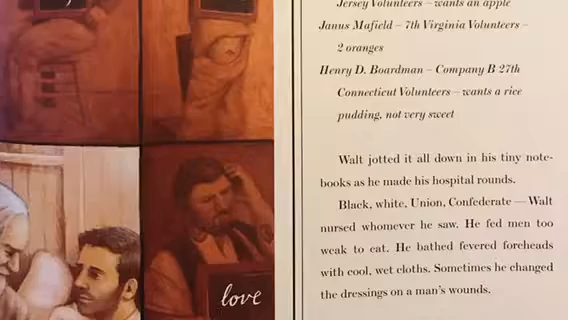 Jersey Volunteers – wants an apple
Janus Mafield – 7th Virginia Volunteers –
2 oranges
Henry D. Boardman – Company B 27th
Connecticut Volunteers – wants a rice
pudding, not very sweet
Walt jotted it all down in his tiny note-
books as he made his hospital rounds.
Black, white, Union, Confederate — Walt
nursed whomever he saw. He fed men too
weak to eat. He bathed fevered foreheads
with cool, wet cloths. Sometimes he changed
the dressings on a man's wounds.
love